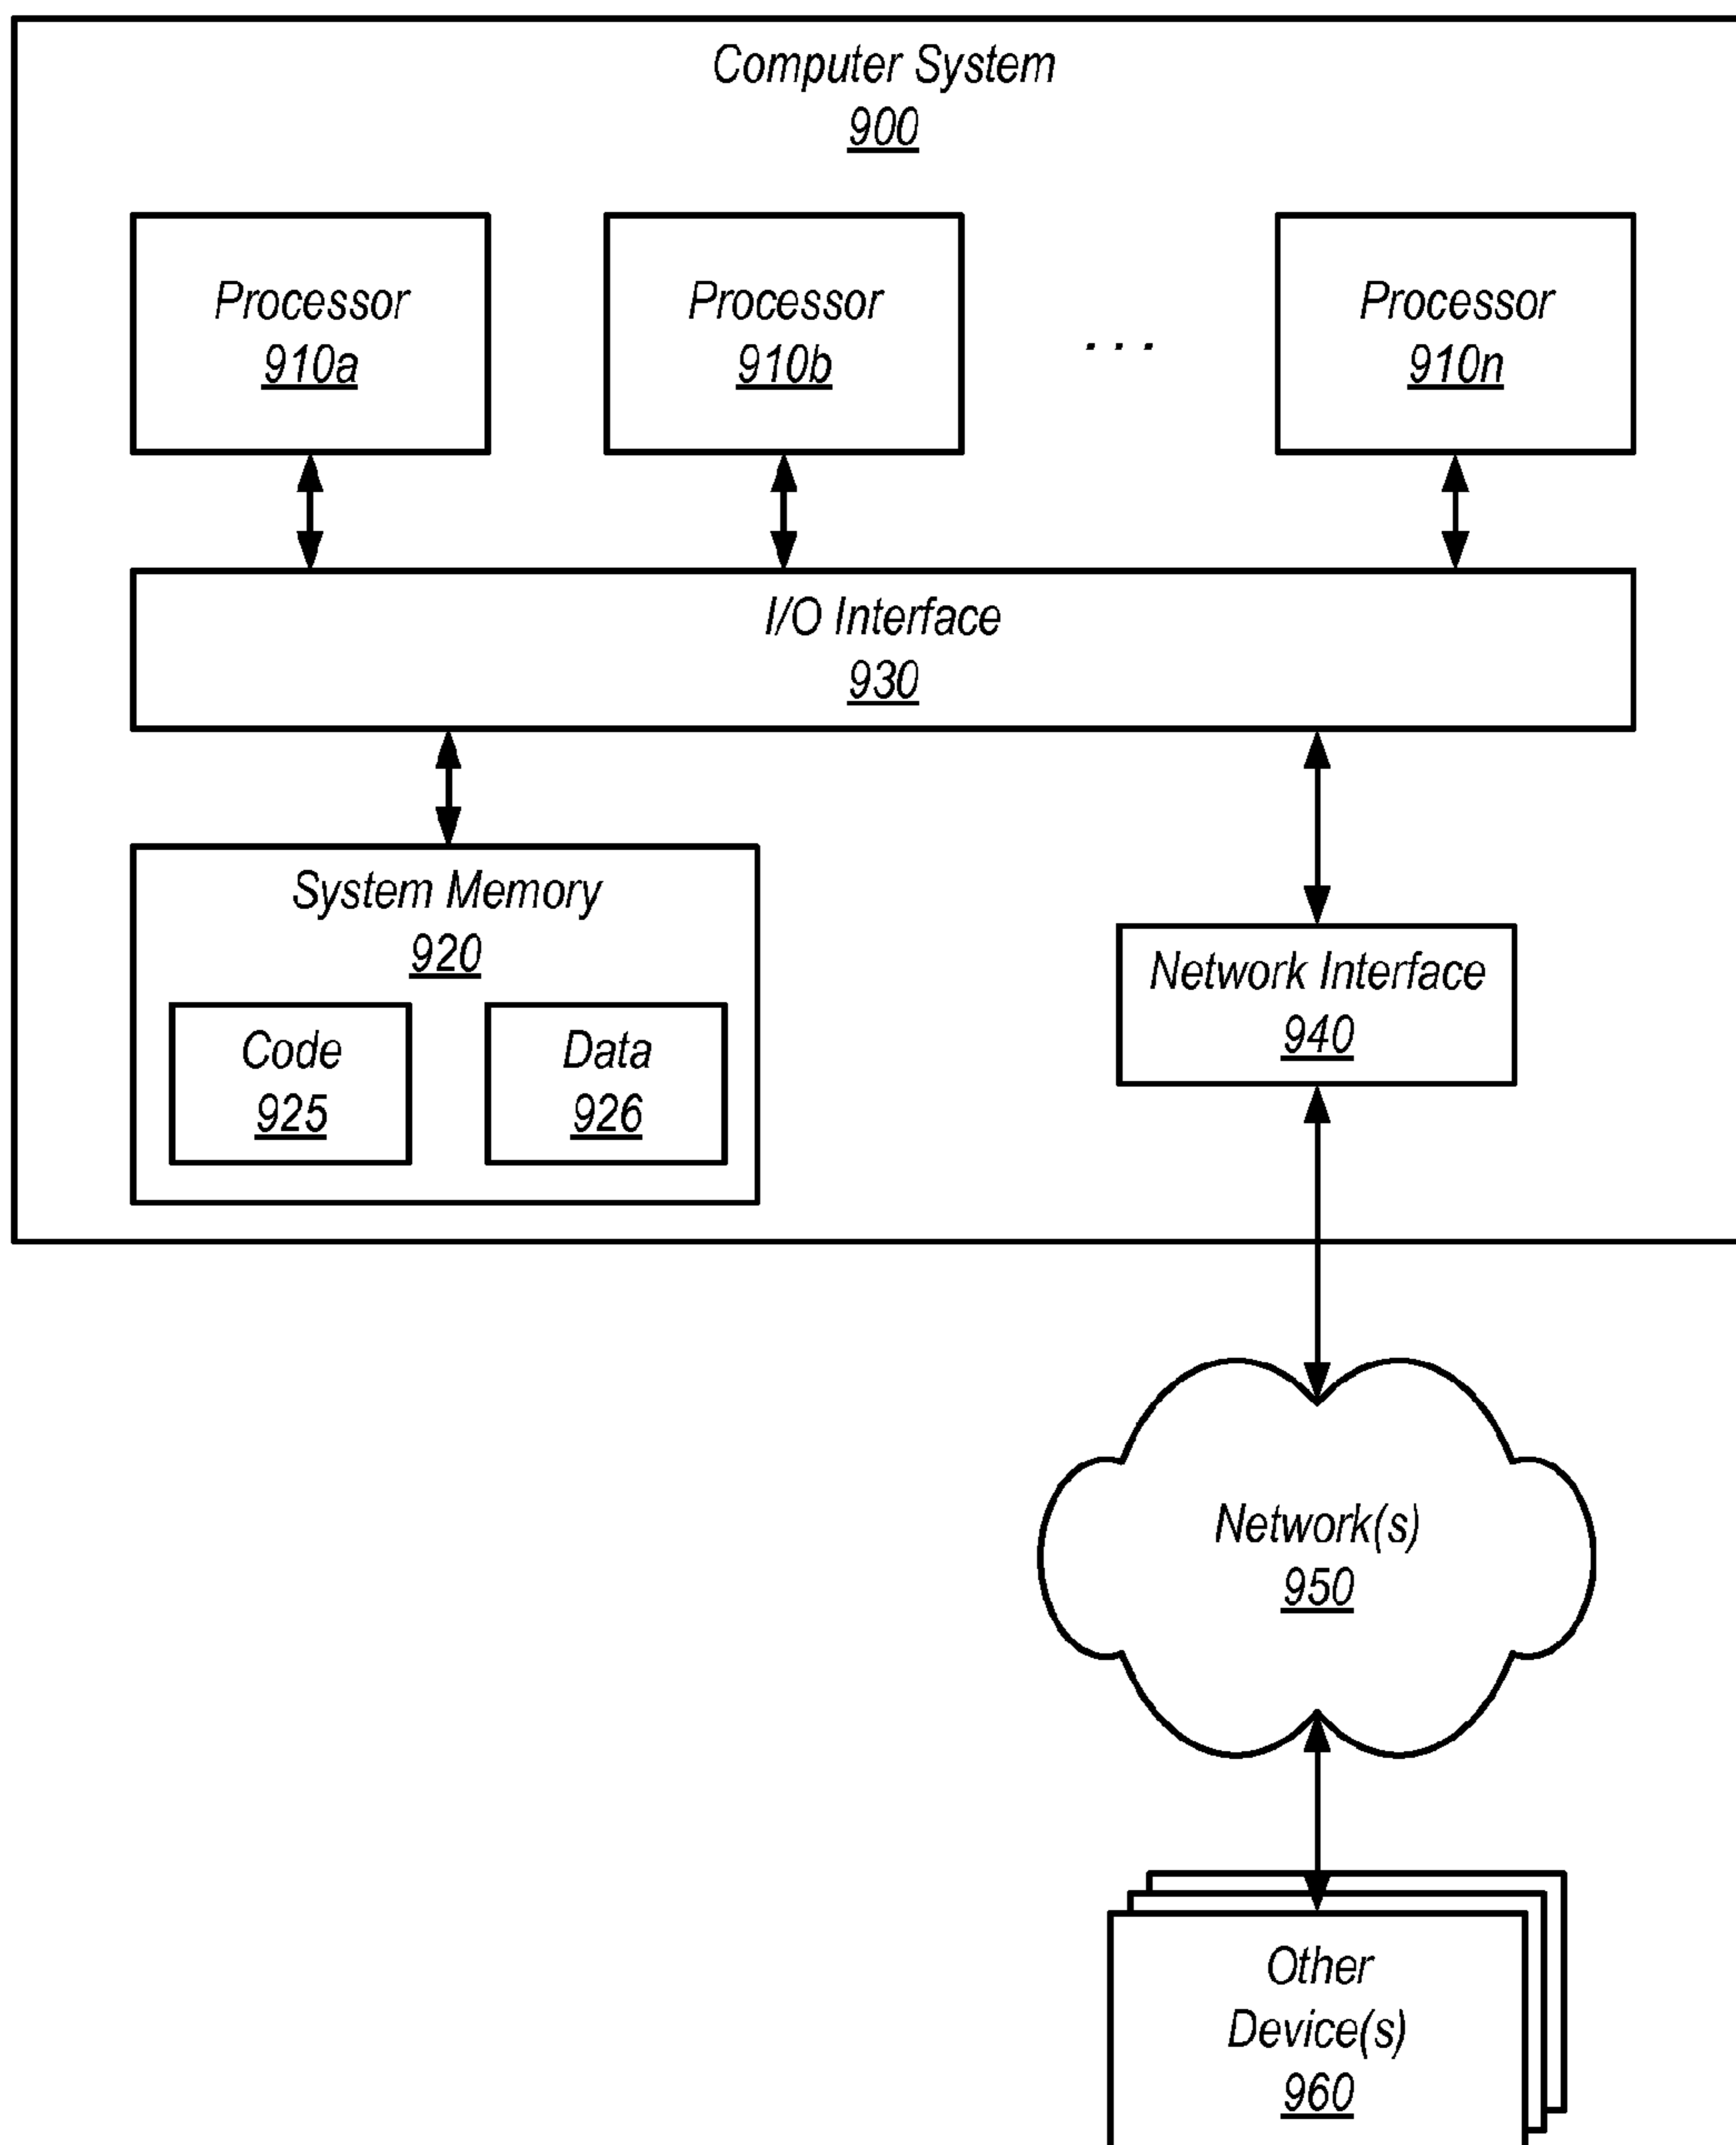 Computer System
900
Processor
910a
Processor
910b
. . .
Processor
910n
I/O Interface
930
System Memory
920
Code
925
Data
926
Network Interface
940
Network(s)
950
Other
Device(s)
960